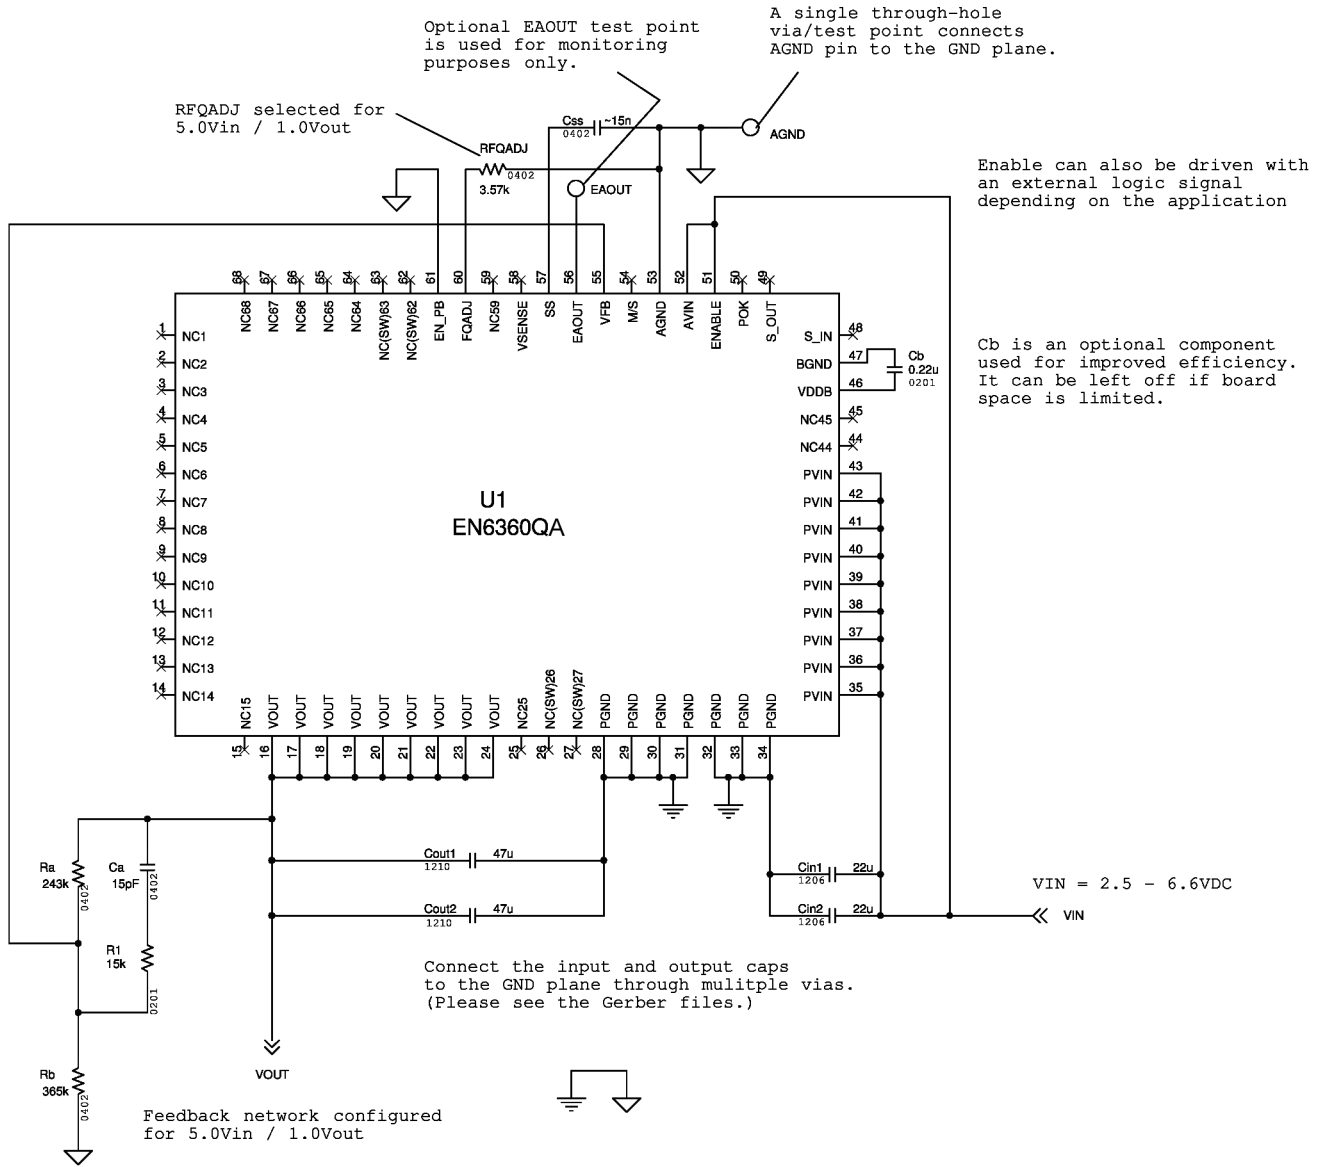 Optional EAOUT test point
is used for monitoring
purposes only.
A single through-hole
via/test point connects
AGND pin to the GND plane.
RFQADJ selected for
5.0Vin / 1.0Vout
Css
0402
~15n
AGND
RFQADJ
0402
3.57k
EAOUT
Enable can also be driven with
an external logic signal
depending on the application
68 67 66 65 64 63 62 61 60 59 58 57 56 55 54 53 52 51 50 49
NC68 NC67 NC66 NC65 NC64 NC(SW)63 NC(SW)62 EN_PB FQADJ NC59 VSENSE SS EAOUT VFB M/S AGND AVIN ENABLE POK S_OUT
1 NC1
2 NC2
3 NC3
4 NC4
5 NC5
6 NC6
7 NC7
8 NC8
9 NC9
10 NC10
11 NC11
12 NC12
13 NC13
14 NC14
U1
EN6360QA
S_IN 48
BGND 47
VDDB 46
NC45 45
NC44 44
PVIN 43
PVIN 42
PVIN 41
PVIN 40
PVIN 39
PVIN 38
PVIN 37
PVIN 36
PVIN 35
Cb
0.22u
0201
Cb is an optional component
used for improved efficiency.
It can be left off if board
space is limited.
NC15 VOUT VOUT VOUT VOUT VOUT VOUT VOUT VOUT VOUT NC25 NC(SW)26 NC(SW)27 PGND PGND PGND PGND PGND PGND PGND
15 16 17 18 19 20 21 22 23 24 25 26 27 28 29 30 31 32 33 34
Ra
243k
0402
Ca
15pF
0402
R1
15k
0201
Rb
365k
0402
Cout1
1210
47u
Cout2
1210
47u
Cin1
1206
22u
Cin2
1206
22u
VIN = 2.5 - 6.6VDC
VIN
Connect the input and output caps
to the GND plane through mulitple vias.
(Please see the Gerber files.)
VOUT
Feedback network configured
for 5.0Vin / 1.0Vout